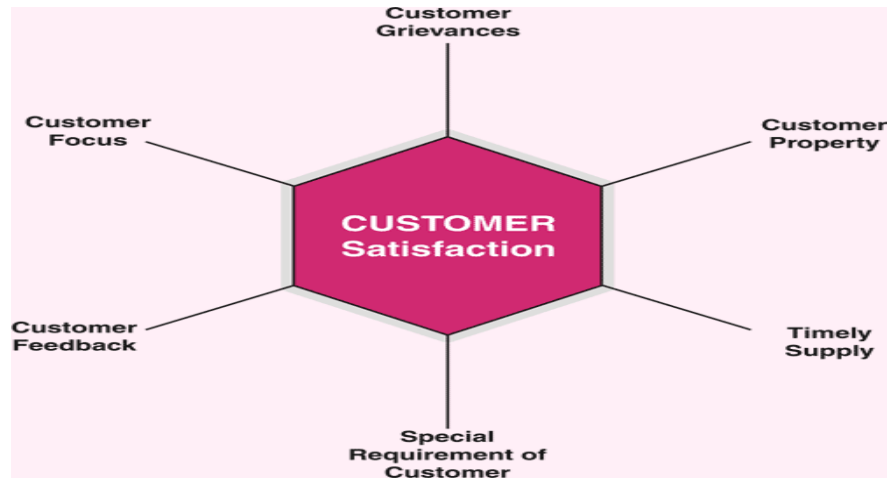 Customer
Grievances
Customer
Focus
Customer
Property
CUSTOMER
Satisfaction
Customer
Feedback
Timely
Supply
Special
Requirement of
Customer